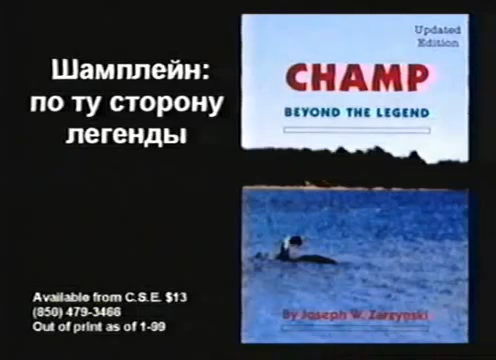 Шамплейн:
по ту сторону
легенды
Updated
Edition
CHAMP
BEYOND THE LEGEND
By Joseph W. Zarzynski
Available from C.S.E. $13
(850) 479-3466
Out of print as of 1-99